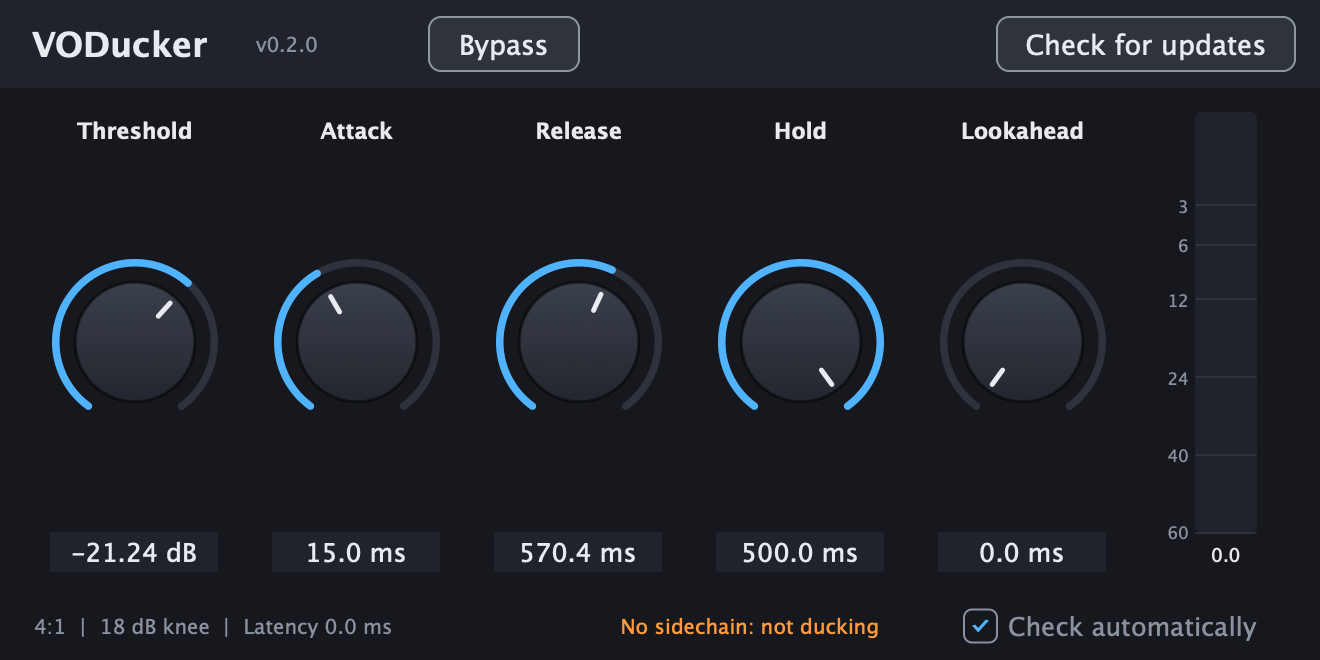 VODucker v0.2.0 Bypass Check for updates
Threshold Attack Release Hold Lookahead
3
6
12
24
40
60
0.0
−21.24 dB 15.0 ms 570.4 ms 500.0 ms 0.0 ms
4:1 | 18 dB knee | Latency 0.0 ms No sidechain: not ducking Check automatically